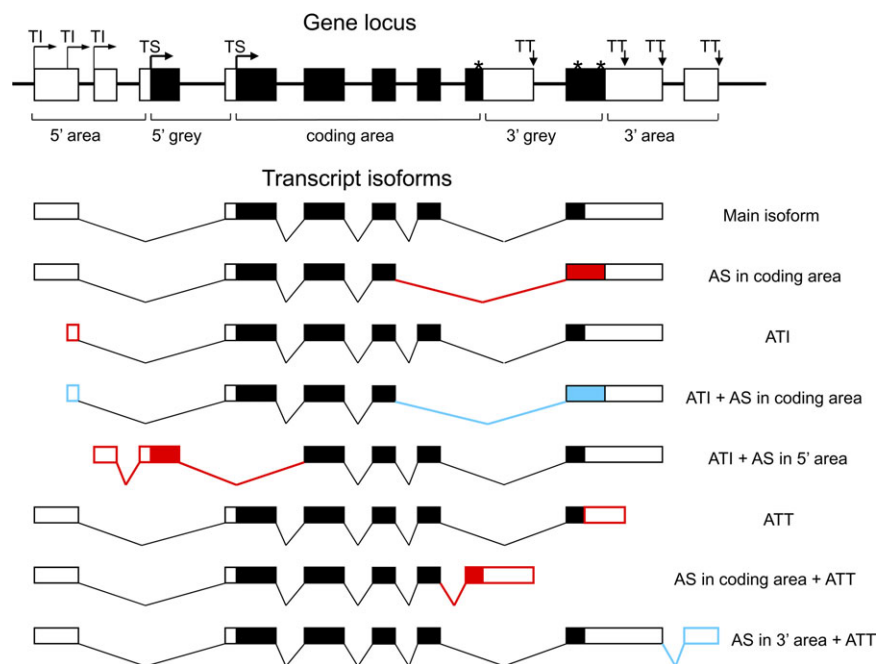 Gene locus
TI TI TI TS TS * TT * * TT TT TT
5' area 5' grey coding area 3' grey 3' area
Transcript isoforms
Main isoform
AS in coding area
ATI
ATI + AS in coding area
ATI + AS in 5' area
ATT
AS in coding area + ATT
AS in 3' area + ATT